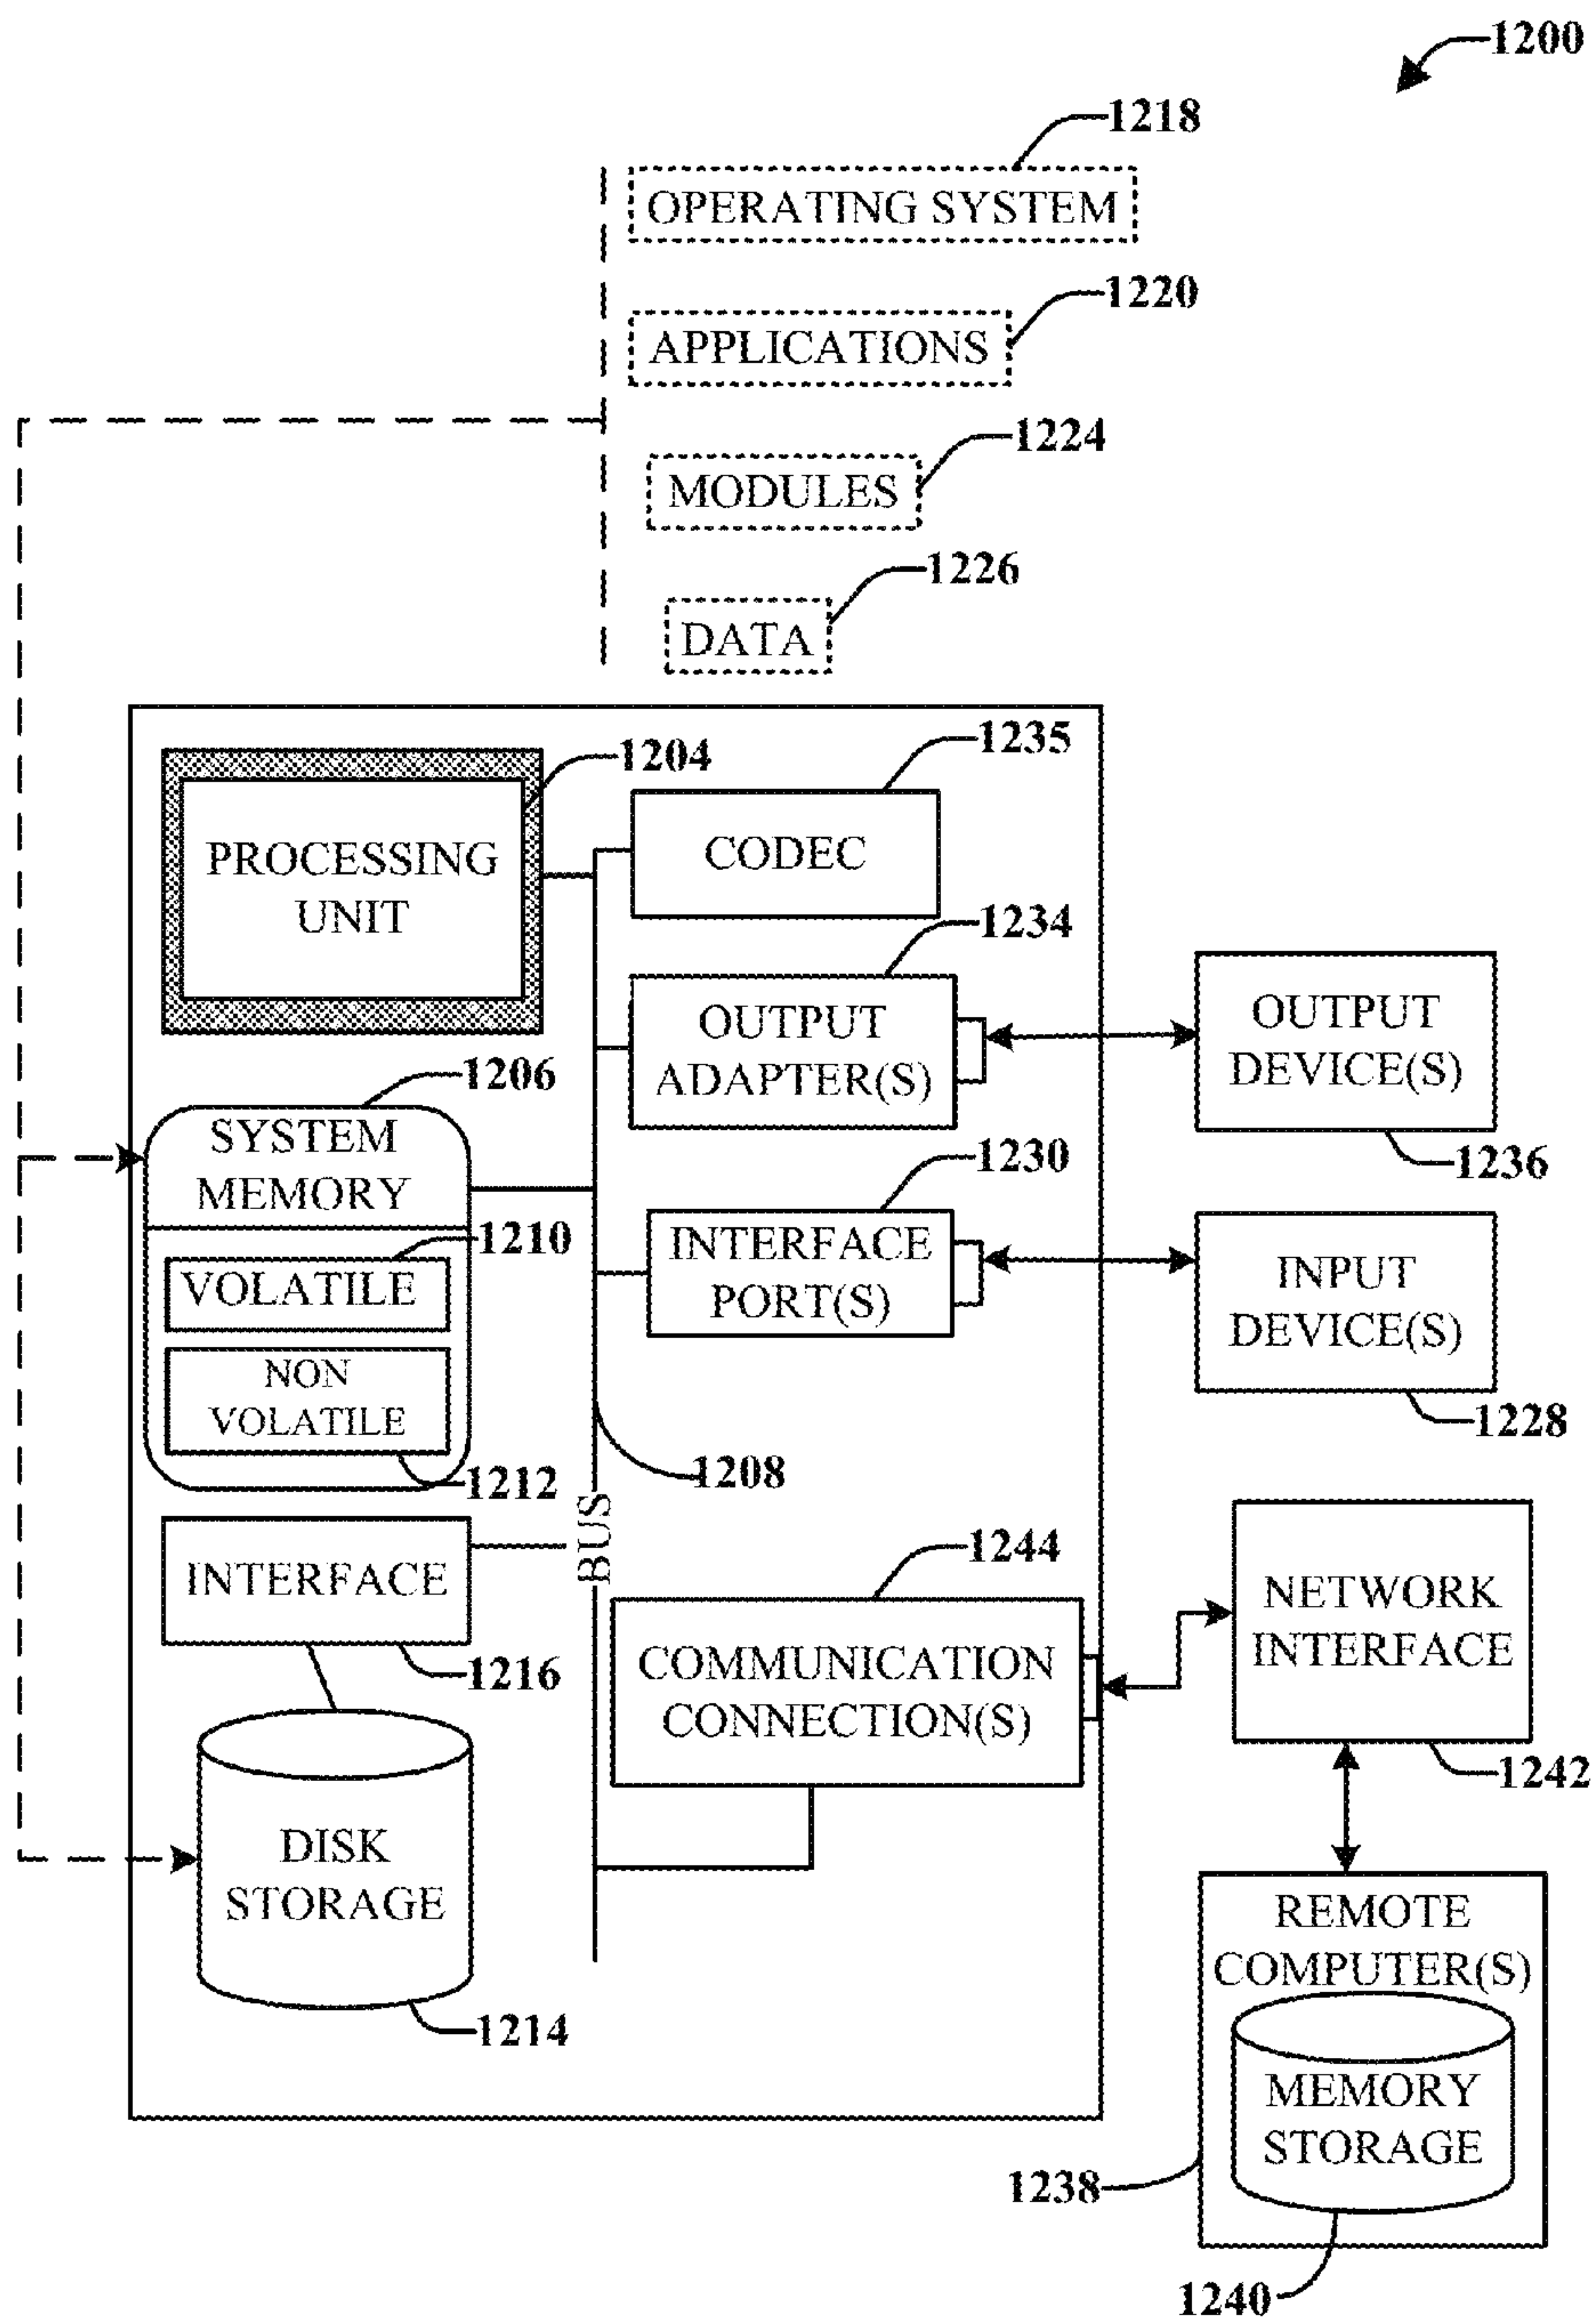 1200
1218
OPERATING SYSTEM
1220
APPLICATIONS
1224
MODULES
1226
DATA
1204
PROCESSING
UNIT
1235
CODEC
1234
OUTPUT
ADAPTER(S)
OUTPUT
DEVICE(S)
1236
1206
SYSTEM
MEMORY
1210
VOLATILE
NON
VOLATILE
1212
1230
INTERFACE
PORT(S)
INPUT
DEVICE(S)
1228
1208
BUS
INTERFACE
1216
1244
COMMUNICATION
CONNECTION(S)
NETWORK
INTERFACE
1242
DISK
STORAGE
1214
REMOTE
COMPUTER(S)
MEMORY
STORAGE
1238
1240